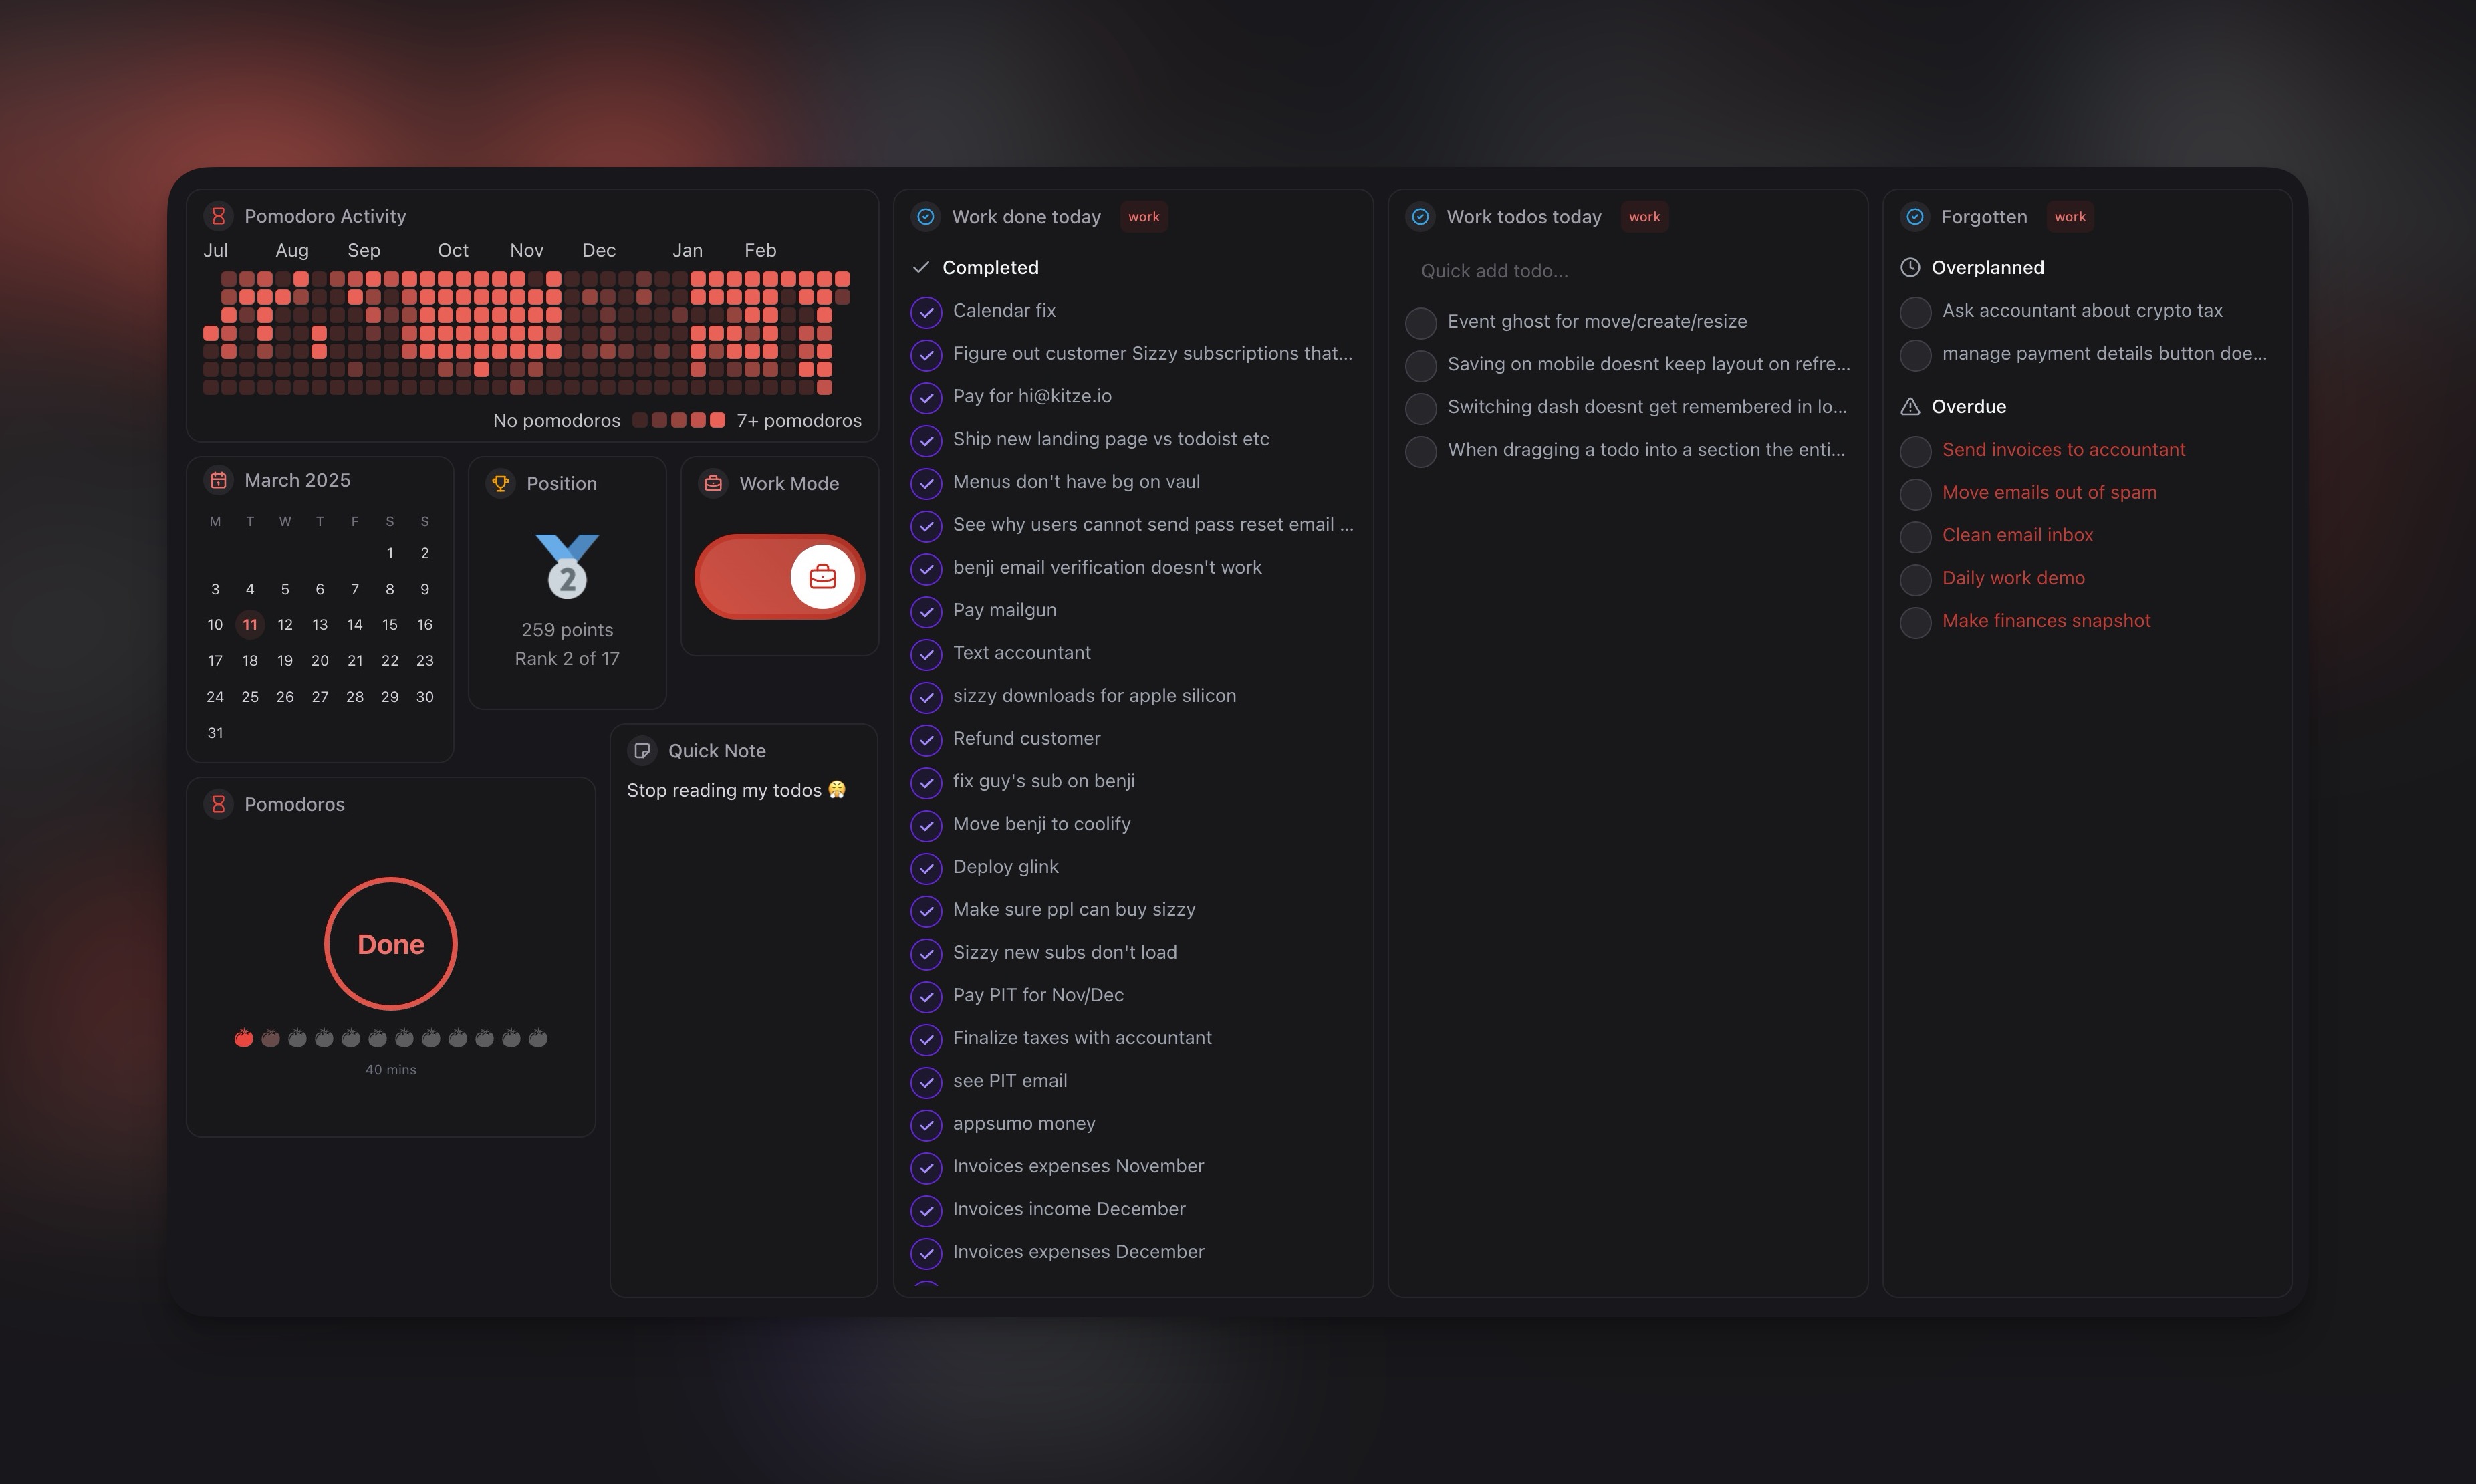 Pomodoro Activity
Jul Aug Sep Oct Nov Dec Jan Feb
No pomodoros 7+ pomodoros
March 2025
M T W T F S S
1 2
3 4 5 6 7 8 9
10 11 12 13 14 15 16
17 18 19 20 21 22 23
24 25 26 27 28 29 30
31
Position
2
259 points
Rank 2 of 17
Work Mode
Pomodoros
Done
40 mins
Quick Note
Stop reading my todos 😤
Work done today work
Completed
Calendar fix
Figure out customer Sizzy subscriptions that...
Pay for hi@kitze.io
Ship new landing page vs todoist etc
Menus don't have bg on vaul
See why users cannot send pass reset email ...
benji email verification doesn't work
Pay mailgun
Text accountant
sizzy downloads for apple silicon
Refund customer
fix guy's sub on benji
Move benji to coolify
Deploy glink
Make sure ppl can buy sizzy
Sizzy new subs don't load
Pay PIT for Nov/Dec
Finalize taxes with accountant
see PIT email
appsumo money
Invoices expenses November
Invoices income December
Invoices expenses December
Work todos today work
Quick add todo...
Event ghost for move/create/resize
Saving on mobile doesnt keep layout on refre...
Switching dash doesnt get remembered in lo...
When dragging a todo into a section the enti...
Forgotten work
Overplanned
Ask accountant about crypto tax
manage payment details button doe...
Overdue
Send invoices to accountant
Move emails out of spam
Clean email inbox
Daily work demo
Make finances snapshot